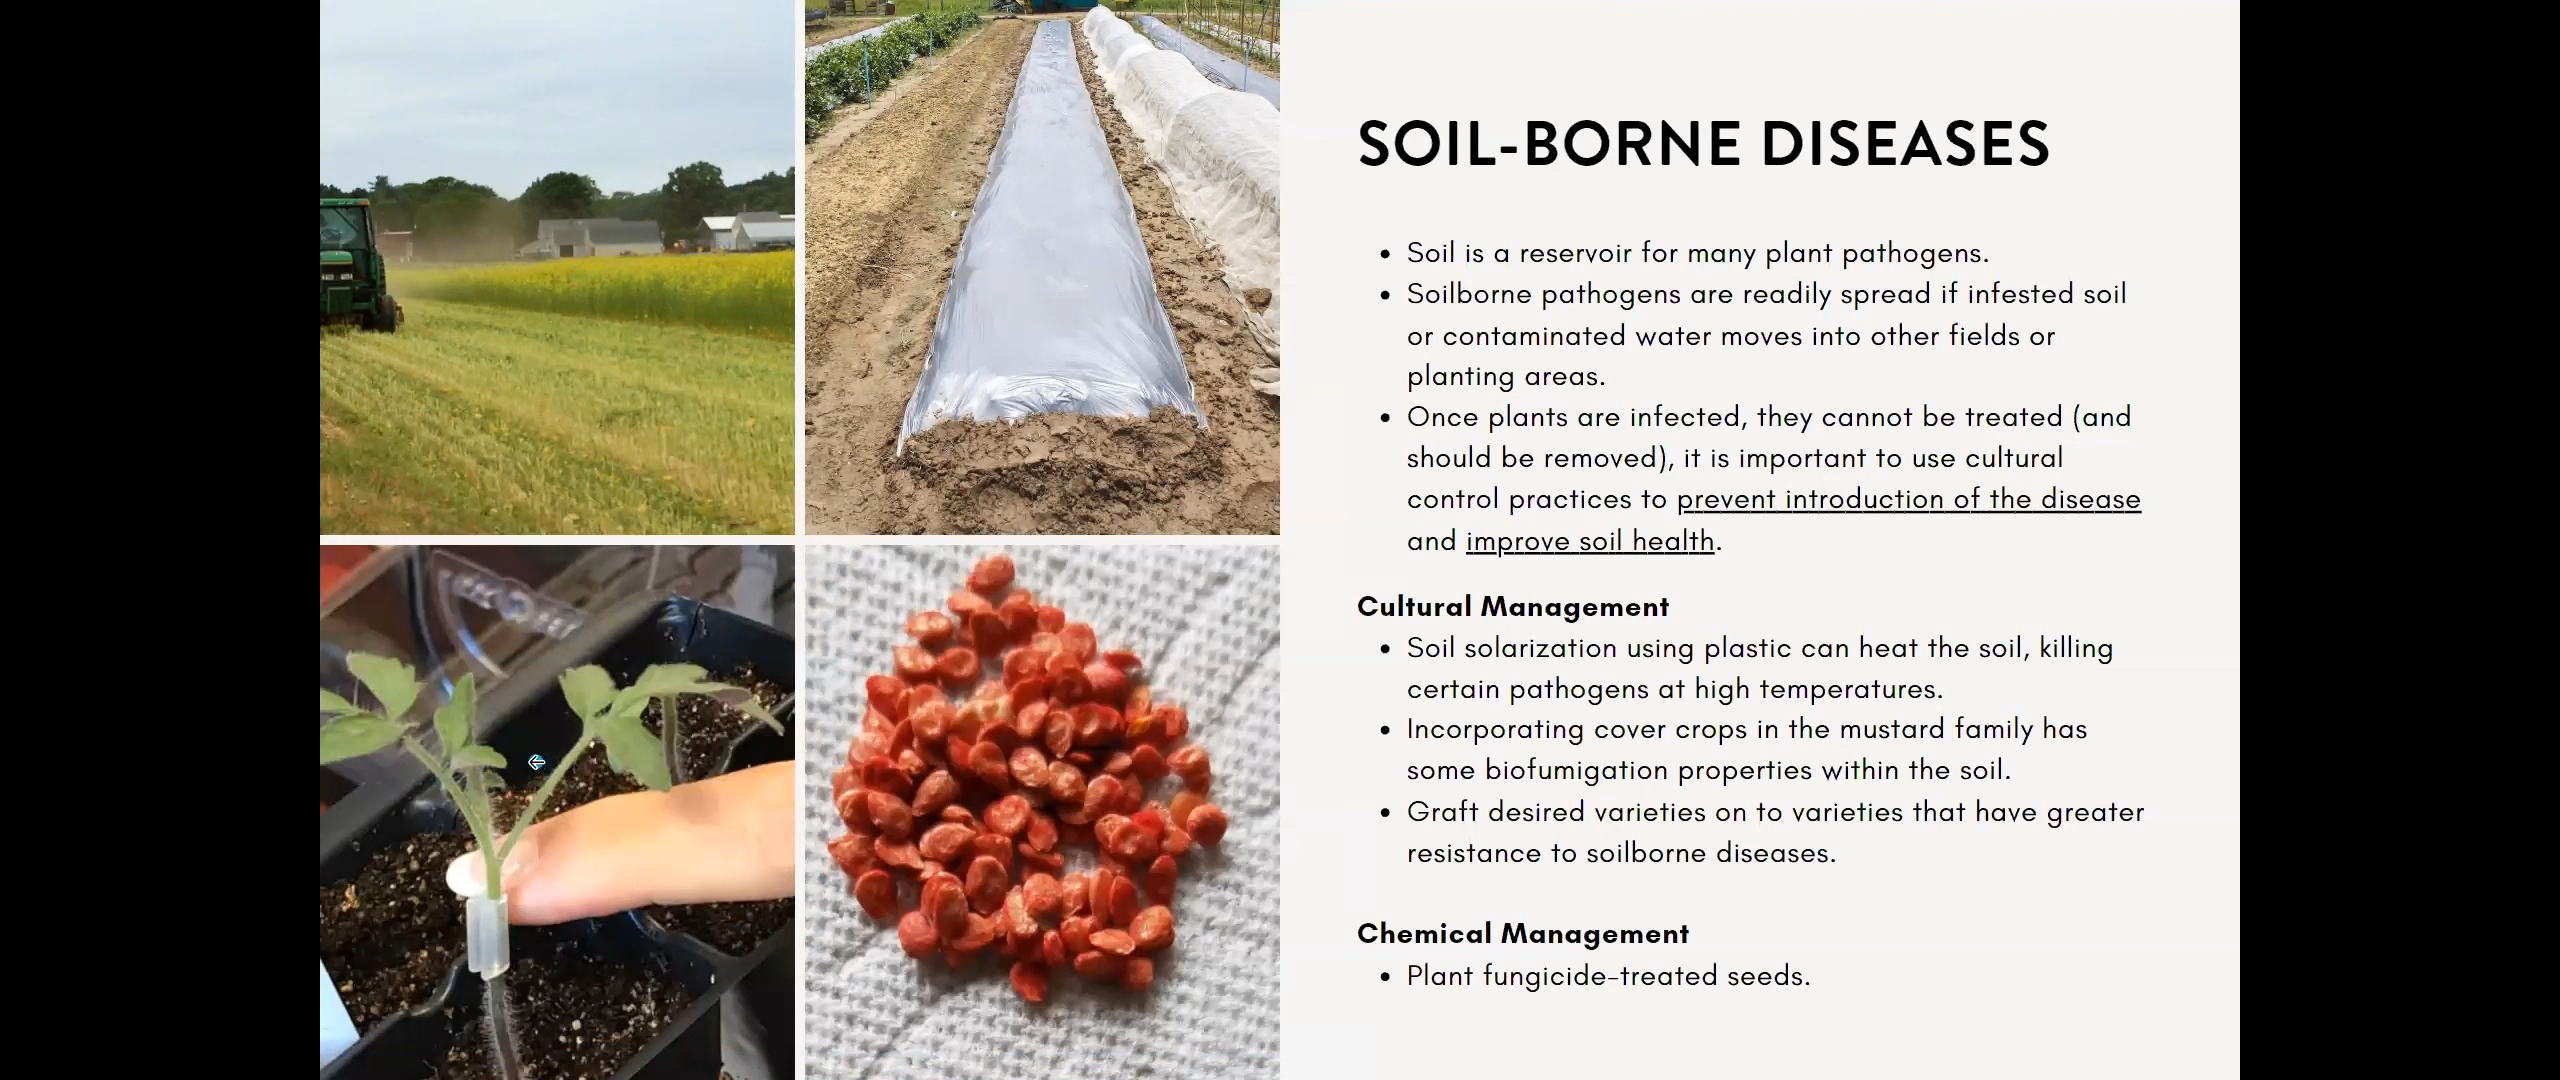 SOIL-BORNE DISEASES
• Soil is a reservoir for many plant pathogens.
• Soilborne pathogens are readily spread if infested soil
or contaminated water moves into other fields or
planting areas.
• Once plants are infected, they cannot be treated (and
should be removed), it is important to use cultural
control practices to prevent introduction of the disease
and improve soil health.
Cultural Management
• Soil solarization using plastic can heat the soil, killing
certain pathogens at high temperatures.
• Incorporating cover crops in the mustard family has
some biofumigation properties within the soil.
• Graft desired varieties on to varieties that have greater
resistance to soilborne diseases.
Chemical Management
• Plant fungicide-treated seeds.